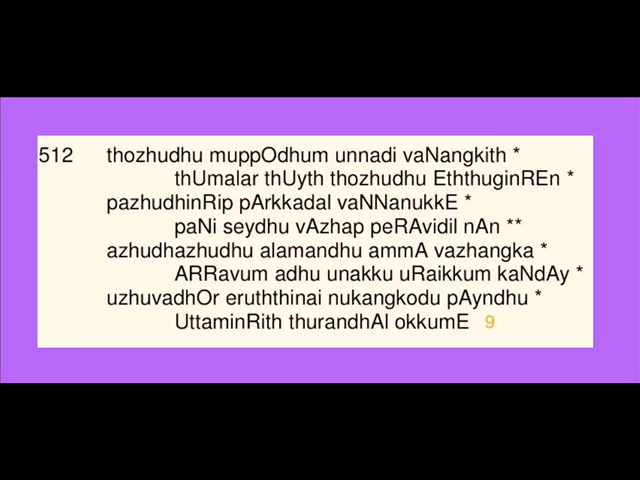 512 thozhudhu muppOdhum unnadi vaNangkith *
thUmalar thUyth thozhudhu EththuginREn *
pazhudhinRip pArkkadal vaNNanukkE *
paNi seydhu vAzhap peRAvidil nAn **
azhudhazhudhu alamandhu ammA vazhangka *
ARRavum adhu unakku uRaikkum kaNdAy *
uzhuvadhOr eruththinai nukangkodu pAyndhu *
UttaminRith thurandhAl okkumE 9